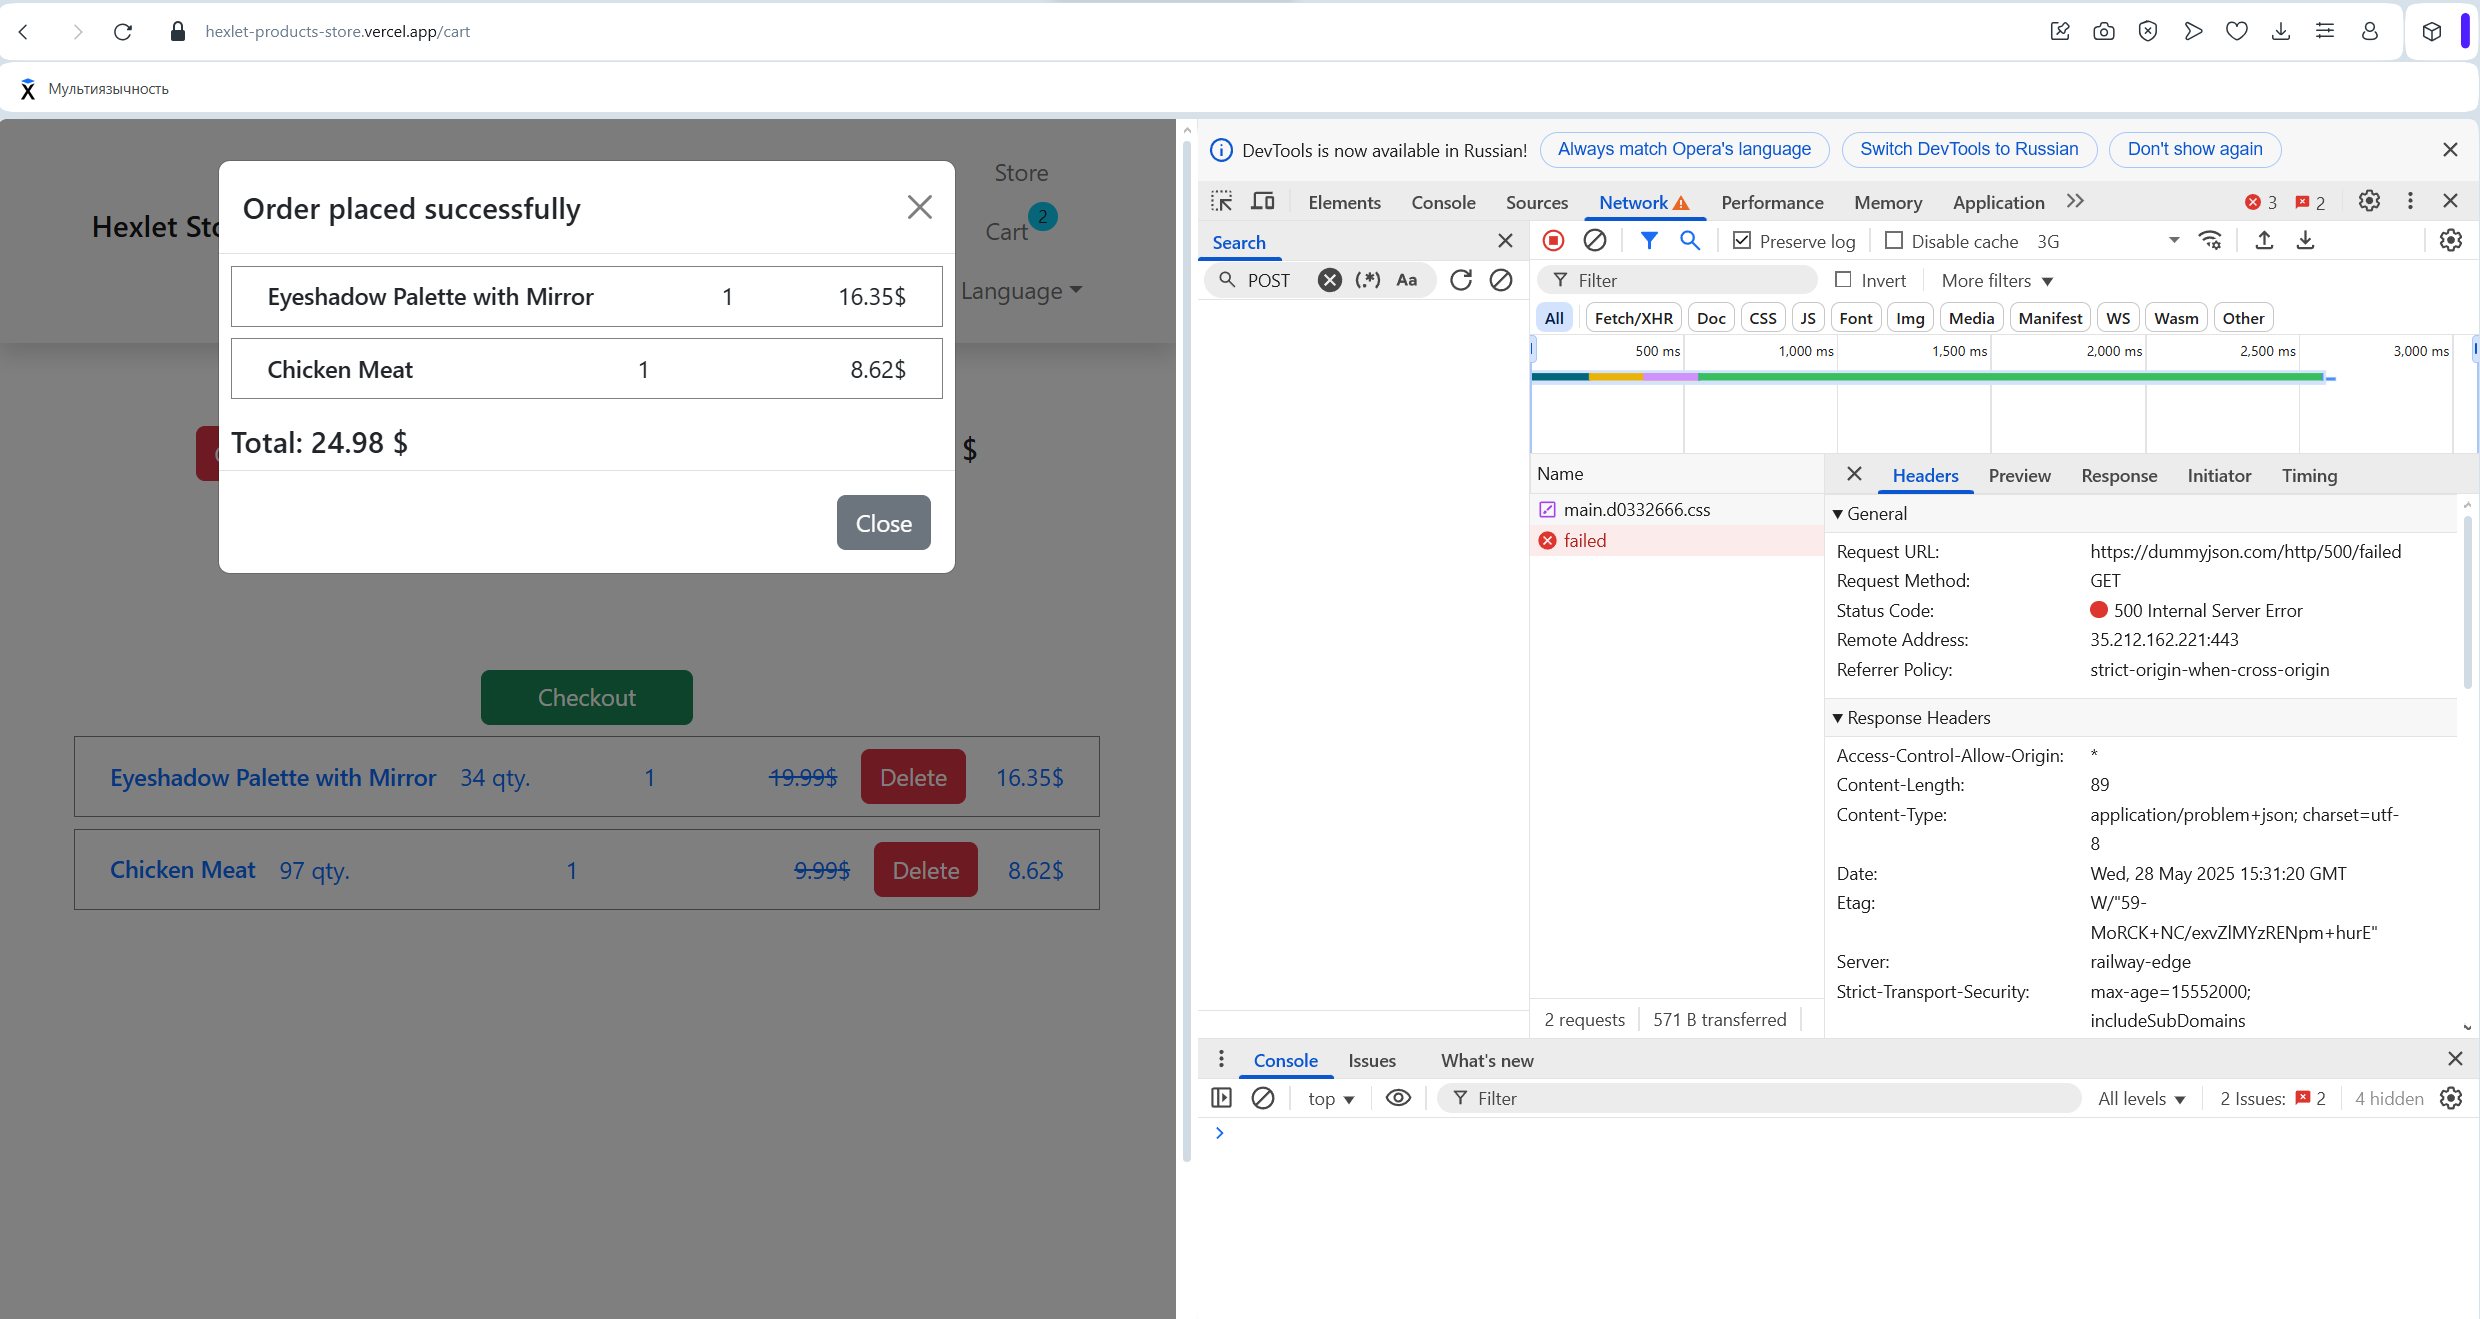 hexlet-products-store.vercel.app/cart
Мультиязычность
Hexlet Sto
Store
Cart 2
Language
Order placed successfully
Eyeshadow Palette with Mirror 1 16.35$
Chicken Meat 1 8.62$
Total: 24.98 $
$
Close
Checkout
Eyeshadow Palette with Mirror 34 qty. 1 19.99$ Delete 16.35$
Chicken Meat 97 qty. 1 9.99$ Delete 8.62$
DevTools is now available in Russian! Always match Opera's language Switch DevTools to Russian Don't show again
Elements Console Sources Network Performance Memory Application 3 2
Search
POST (.*) Aa
Preserve log Disable cache 3G
Filter Invert More filters
All Fetch/XHR Doc CSS JS Font Img Media Manifest WS Wasm Other
500 ms 1,000 ms 1,500 ms 2,000 ms 2,500 ms 3,000 ms
Name
main.d0332666.css
failed
2 requests 571 B transferred
Headers Preview Response Initiator Timing
General
Request URL: https://dummyjson.com/http/500/failed
Request Method: GET
Status Code: 500 Internal Server Error
Remote Address: 35.212.162.221:443
Referrer Policy: strict-origin-when-cross-origin
Response Headers
Access-Control-Allow-Origin: *
Content-Length: 89
Content-Type: application/problem+json; charset=utf-
8
Date: Wed, 28 May 2025 15:31:20 GMT
Etag: W/"59-
MoRCK+NC/exvZlMYzRENpm+hurE"
Server: railway-edge
Strict-Transport-Security: max-age=15552000;
includeSubDomains
Console Issues What's new
top Filter All levels 2 Issues: 2 4 hidden